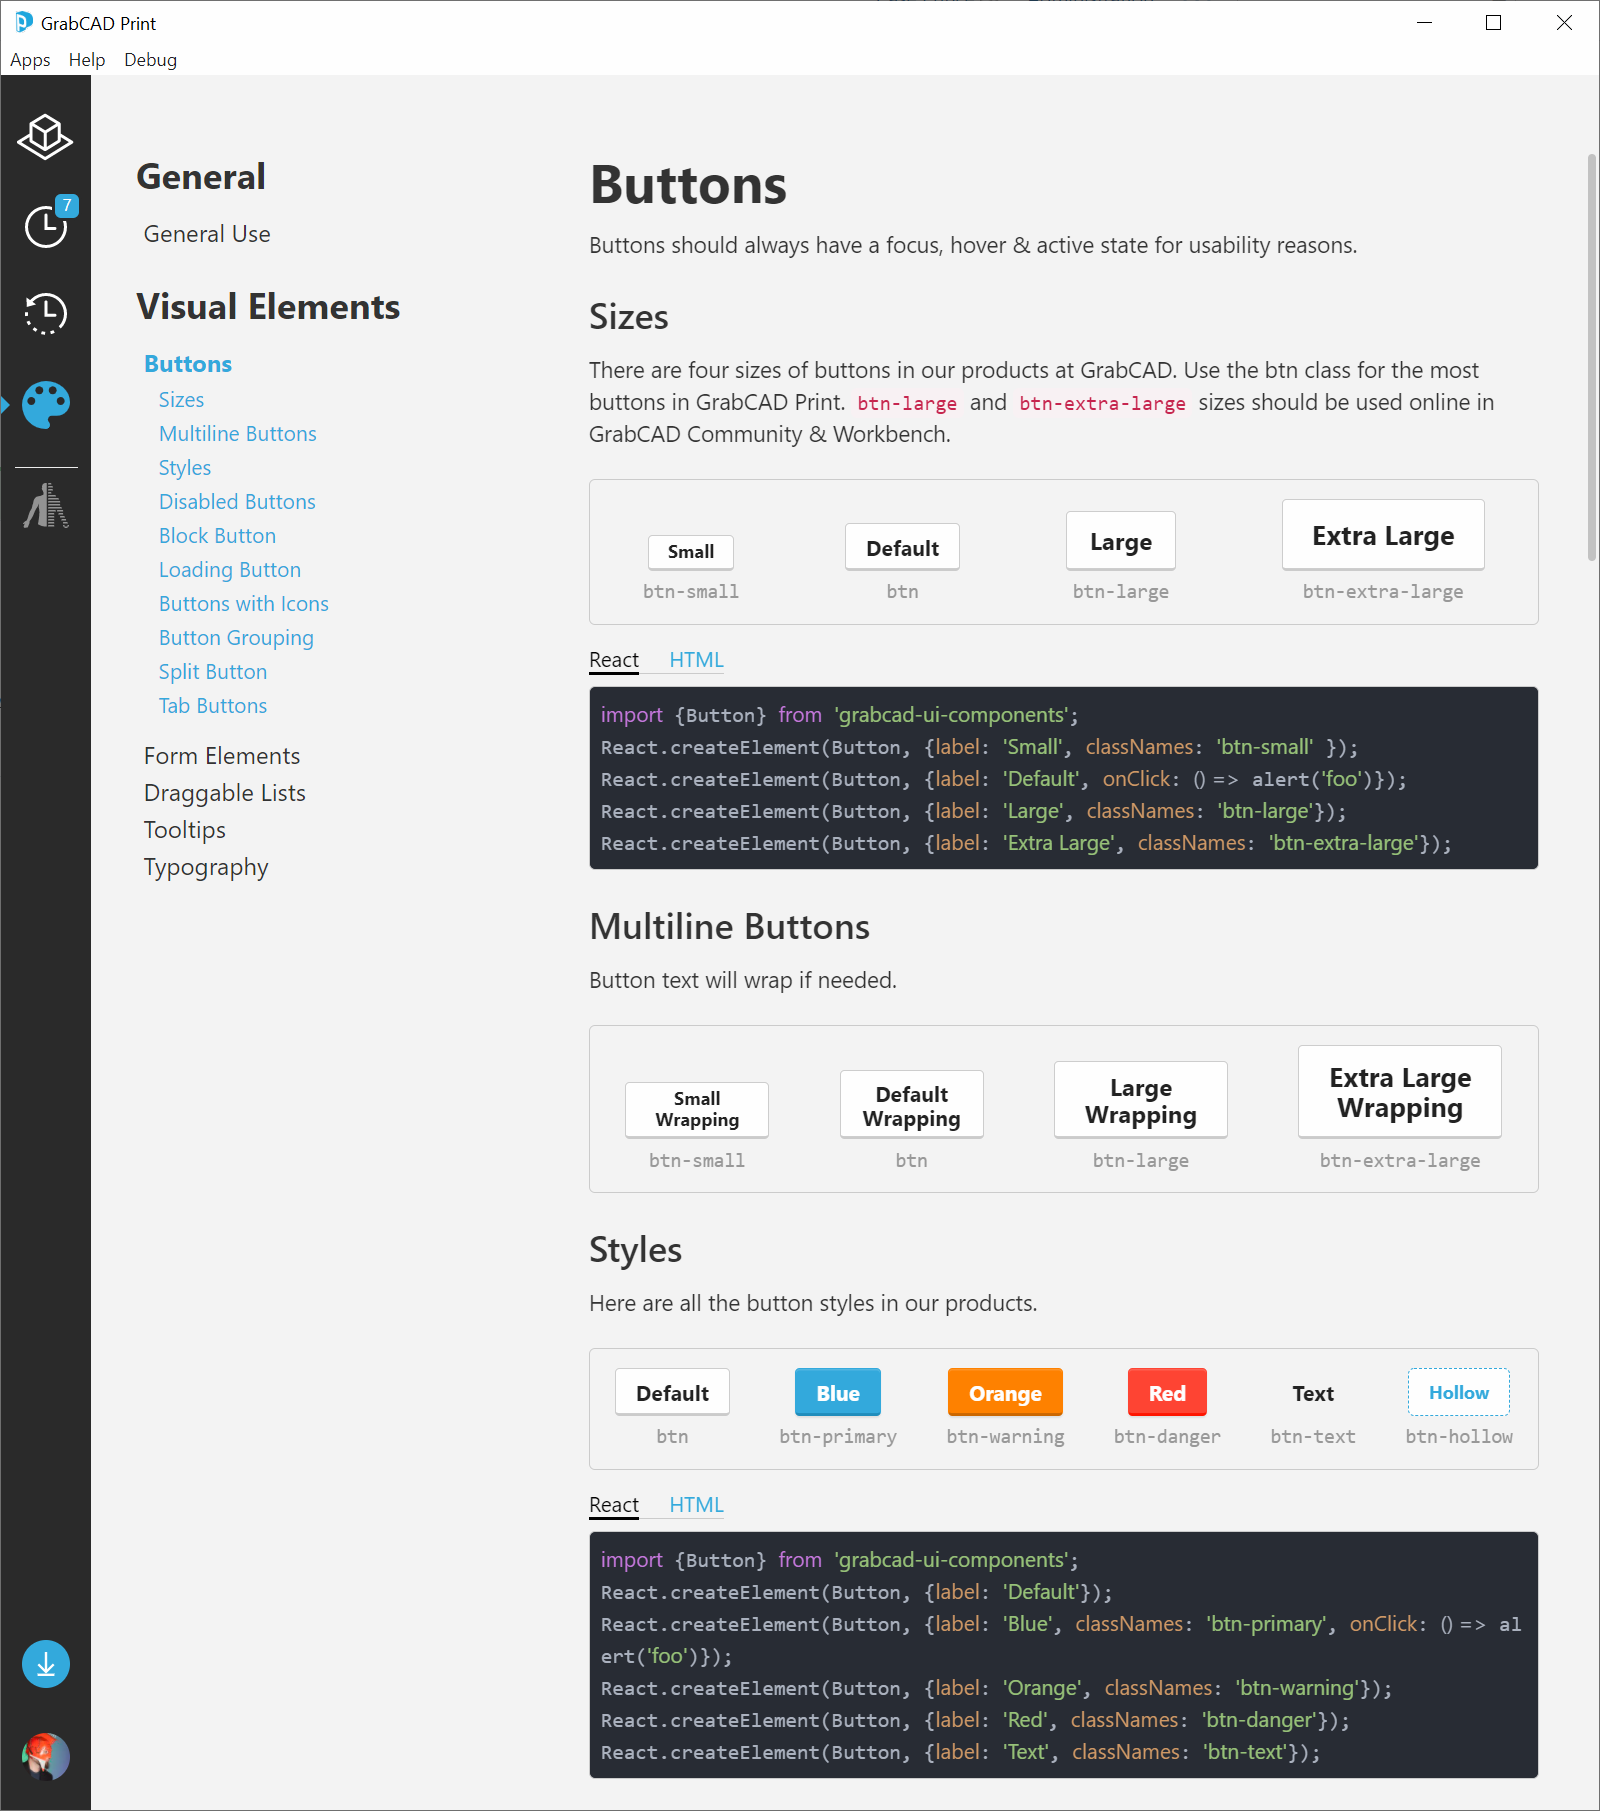 GrabCAD Print
Apps Help Debug
7
General
General Use
Visual Elements
Buttons
Sizes
Multiline Buttons
Styles
Disabled Buttons
Block Button
Loading Button
Buttons with Icons
Button Grouping
Split Button
Tab Buttons
Form Elements
Draggable Lists
Tooltips
Typography
Buttons
Buttons should always have a focus, hover & active state for usability reasons.
Sizes
There are four sizes of buttons in our products at GrabCAD. Use the btn class for the most
buttons in GrabCAD Print. btn-large and btn-extra-large sizes should be used online in
GrabCAD Community & Workbench.
Small Default Large Extra Large
btn-small btn btn-large btn-extra-large
React HTML
import {Button} from 'grabcad-ui-components';
React.createElement(Button, {label: 'Small', classNames: 'btn-small' });
React.createElement(Button, {label: 'Default', onClick: () => alert('foo')});
React.createElement(Button, {label: 'Large', classNames: 'btn-large'});
React.createElement(Button, {label: 'Extra Large', classNames: 'btn-extra-large'});
Multiline Buttons
Button text will wrap if needed.
Small Default Large Extra Large
Wrapping Wrapping Wrapping Wrapping
btn-small btn btn-large btn-extra-large
Styles
Here are all the button styles in our products.
Default Blue Orange Red Text Hollow
btn btn-primary btn-warning btn-danger btn-text btn-hollow
React HTML
import {Button} from 'grabcad-ui-components';
React.createElement(Button, {label: 'Default'});
React.createElement(Button, {label: 'Blue', classNames: 'btn-primary', onClick: () => al
ert('foo')});
React.createElement(Button, {label: 'Orange', classNames: 'btn-warning'});
React.createElement(Button, {label: 'Red', classNames: 'btn-danger'});
React.createElement(Button, {label: 'Text', classNames: 'btn-text'});